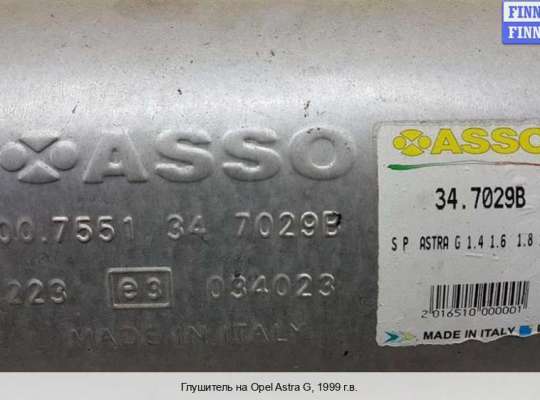 FINN
FINN
ASSO
00.7551 34 7029B
223 e3 034023
MADE IN ITALY
ASSO
34.7029B
S P ASTRA G 1.4 1.6 1.8
2 016510 000001
MADE IN ITALY
Глушитель на Opel Astra G, 1999 г.в.